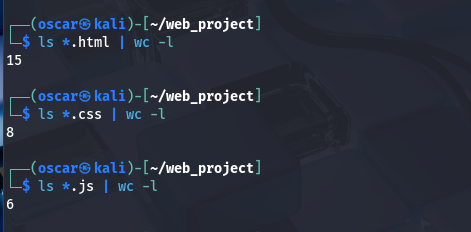 ┌──(oscar㉿kali)-[~/web_project]
└─$ ls *.html | wc -l
15
┌──(oscar㉿kali)-[~/web_project]
└─$ ls *.css | wc -l
8
┌──(oscar㉿kali)-[~/web_project]
└─$ ls *.js | wc -l
6